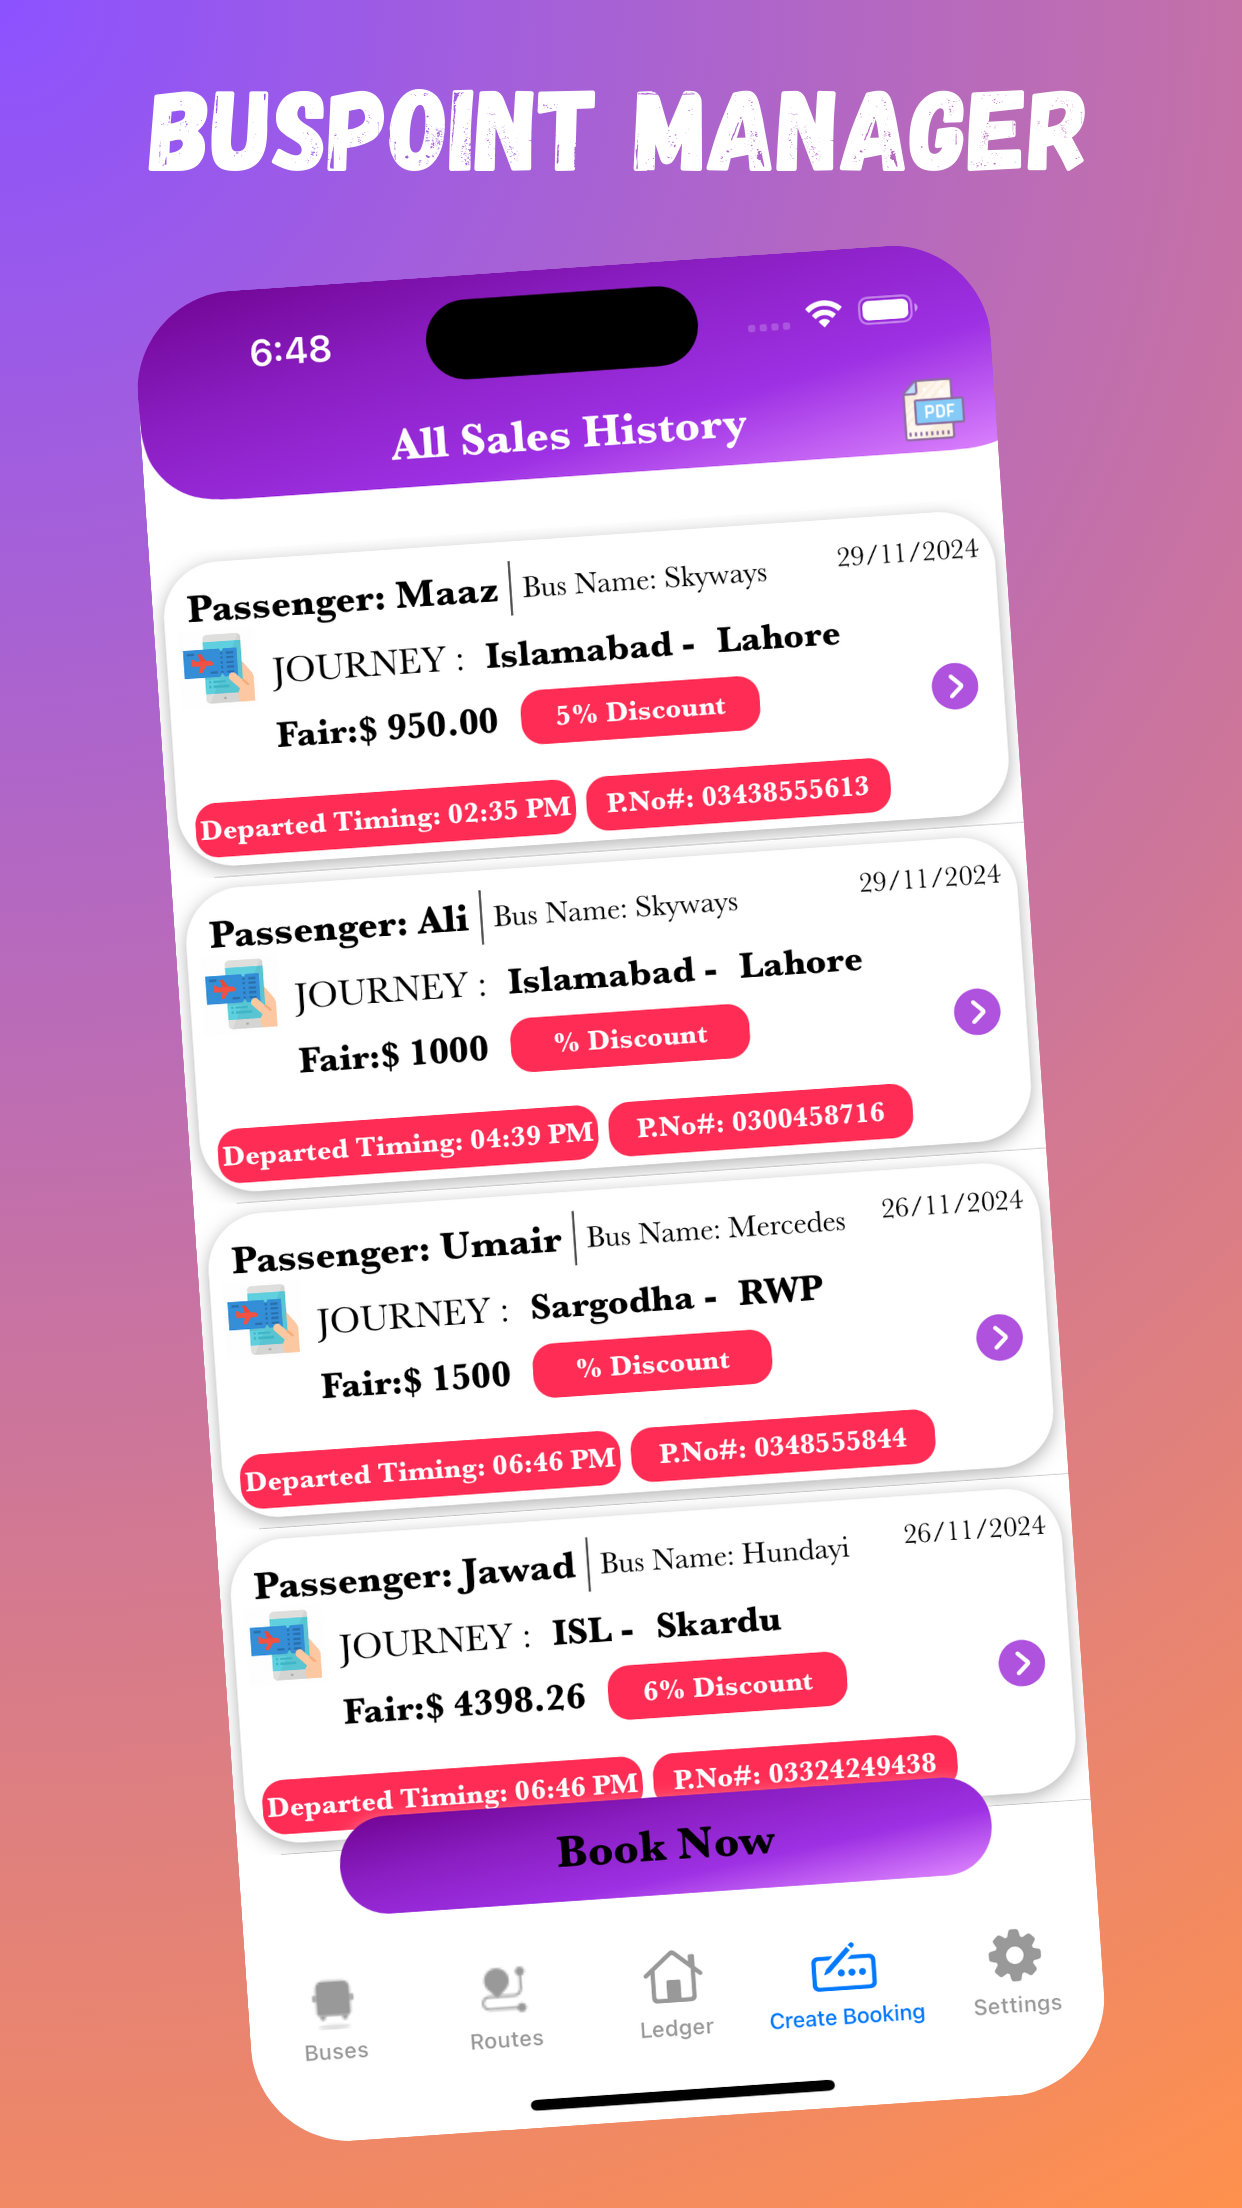 BUSPOINT MANAGER
6:48
PDF
All Sales History
29/11/2024
Passenger: Maaz Bus Name: Skyways
JOURNEY : Islamabad - Lahore
Fair:$ 950.00 5% Discount
Departed Timing: 02:35 PM P.No#: 03438555613
29/11/2024
Passenger: Ali Bus Name: Skyways
JOURNEY : Islamabad - Lahore
Fair:$ 1000 % Discount
Departed Timing: 04:39 PM P.No#: 0300458716
26/11/2024
Passenger: Umair Bus Name: Mercedes
JOURNEY : Sargodha - RWP
Fair:$ 1500 % Discount
Departed Timing: 06:46 PM P.No#: 0348555844
26/11/2024
Passenger: Jawad Bus Name: Hundayi
JOURNEY : ISL - Skardu
Fair:$ 4398.26 6% Discount
Departed Timing: 06:46 PM P.No#: 03324249438
Book Now
Buses Routes Ledger Create Booking Settings